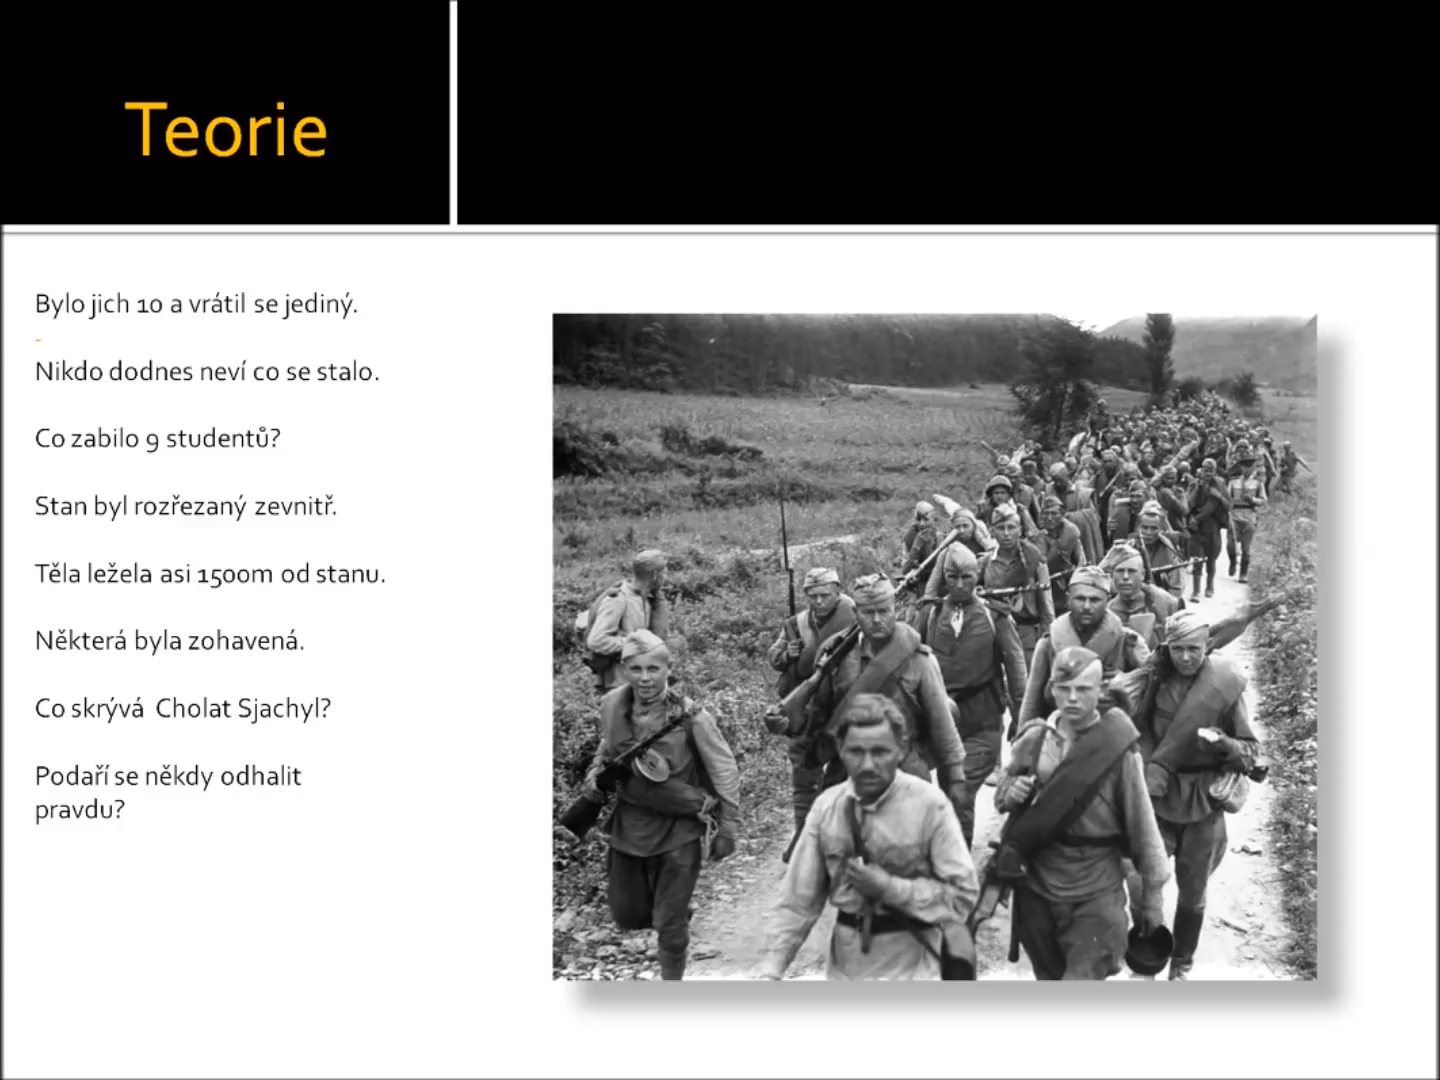 Teorie
Bylo jich 10 a vrátil se jediný.
Nikdo dodnes neví co se stalo.
Co zabilo 9 studentů?
Stan byl rozřezaný zevnitř.
Těla ležela asi 1500m od stanu.
Některá byla zohavená.
Co skrývá  Cholat Sjachyl?
Podaří se někdy odhalit
pravdu?